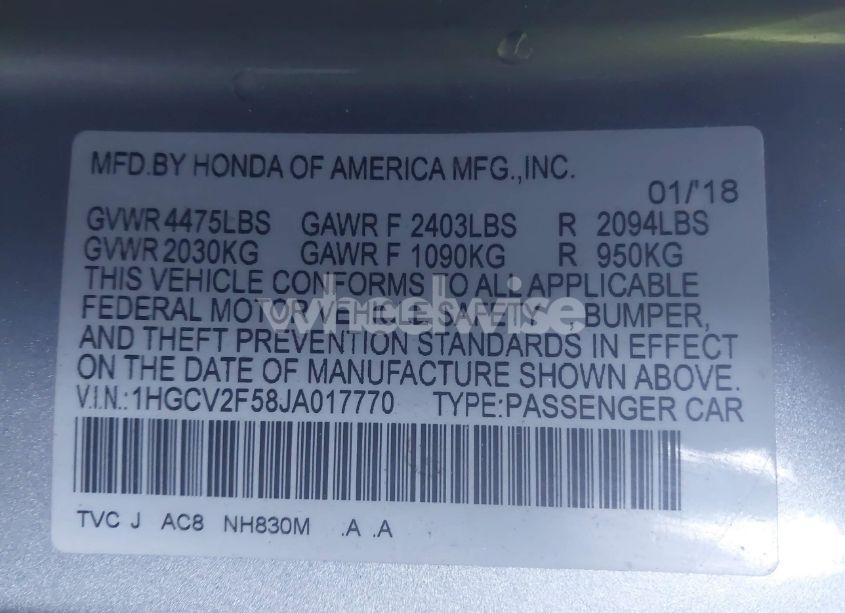 MFD.BY HONDA OF AMERICA MFG.,INC.
01/'18
GVWR 4475LBS GAWR F 2403LBS R 2094LBS
GVWR 2030KG GAWR F 1090KG R 950KG
THIS VEHICLE CONFORMS TO ALL APPLICABLE
FEDERAL MOTOR VEHICLE SAFETY , BUMPER,
wheelwise
AND THEFT PREVENTION STANDARDS IN EFFECT
ON THE DATE OF MANUFACTURE SHOWN ABOVE.
V.I.N.:1HGCV2F58JA017770 TYPE:PASSENGER CAR
TVC J AC8 NH830M .A .A